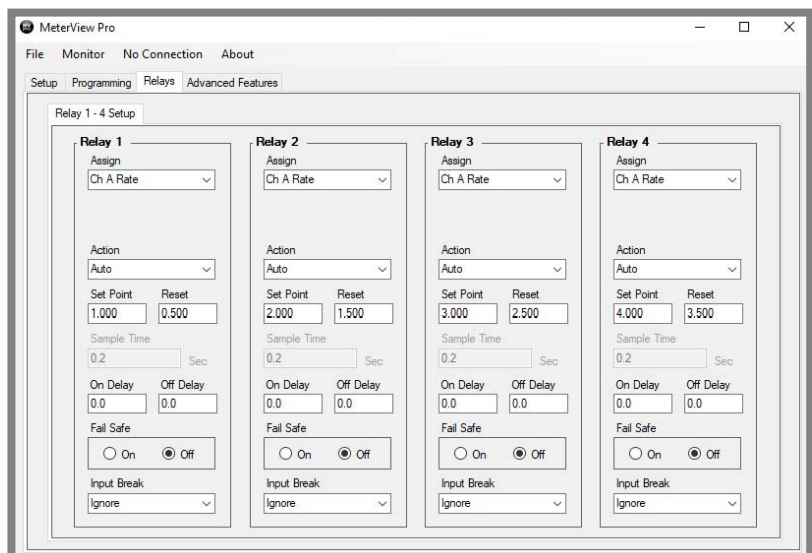 MeterView Pro
File Monitor No Connection About
Setup Programming Relays Advanced Features
Relay 1 - 4 Setup
Relay 1 Relay 2 Relay 3 Relay 4
Assign Assign Assign Assign
Ch A Rate Ch A Rate Ch A Rate Ch A Rate
Action Action Action Action
Auto Auto Auto Auto
Set Point Reset Set Point Reset Set Point Reset Set Point Reset
1.000 0.500 2.000 1.500 3.000 2.500 4.000 3.500
Sample Time Sample Time Sample Time Sample Time
0.2 Sec 0.2 Sec 0.2 Sec 0.2 Sec
On Delay Off Delay On Delay Off Delay On Delay Off Delay On Delay Off Delay
0.0 0.0 0.0 0.0 0.0 0.0 0.0 0.0
Fail Safe Fail Safe Fail Safe Fail Safe
On Off On Off On Off On Off
Input Break Input Break Input Break Input Break
Ignore Ignore Ignore Ignore